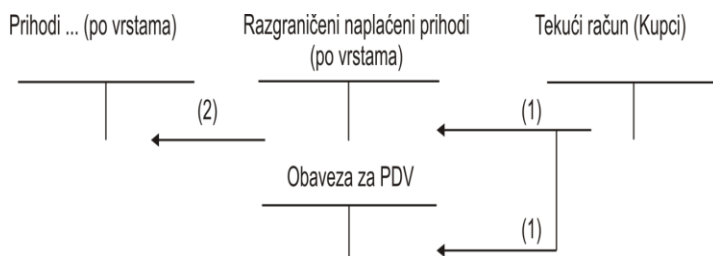 Prihodi ... (po vrstama)
Razgraničeni naplaćeni prihodi
(po vrstama)
Tekući račun (Kupci)
(2)
(1)
Obaveza za PDV
(1)